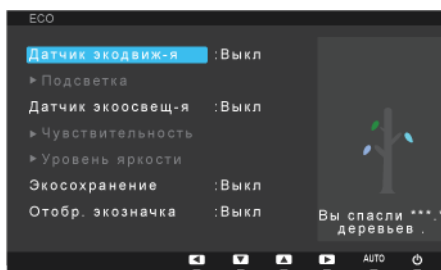 ECO
Датчик экодвиж-я :Выкл
▸Подсветка
Датчик экоосвещ-я :Выкл
▸Чувствительность
▸Уровень яркости
Экосохранение :Выкл
Отобр. экозначка :Выкл
Вы спасли ***.*
деревьев .
AUTO